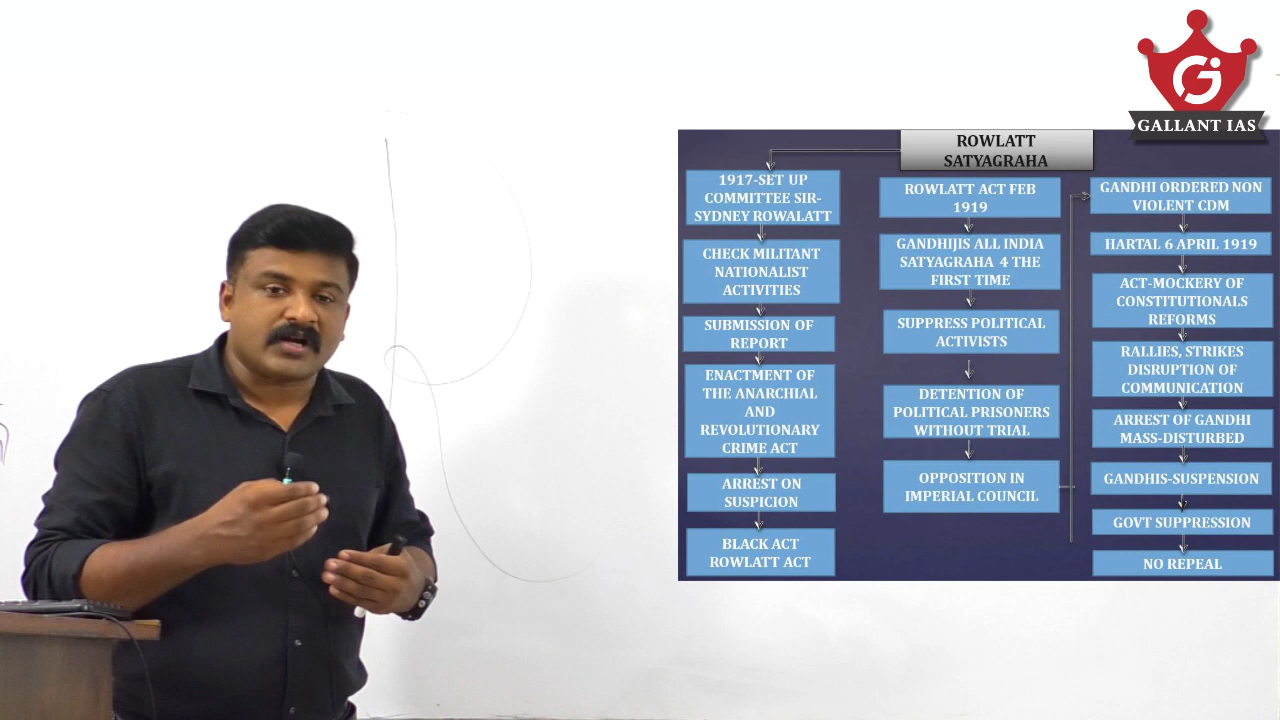 GALLANT IAS
ROWLATT
SATYAGRAHA
1917-SET UP
COMMITTEE SIR-
SYDNEY ROWALATT
CHECK MILITANT
NATIONALIST
ACTIVITIES
SUBMISSION OF
REPORT
ENACTMENT OF
THE ANARCHIAL
AND
REVOLUTIONARY
CRIME ACT
ARREST ON
SUSPICION
BLACK ACT
ROWLATT ACT
ROWLATT ACT FEB
1919
GANDHIJIS ALL INDIA
SATYAGRAHA 4 THE
FIRST TIME
SUPPRESS POLITICAL
ACTIVISTS
DETENTION OF
POLITICAL PRISONERS
WITHOUT TRIAL
OPPOSITION IN
IMPERIAL COUNCIL
GANDHI ORDERED NON
VIOLENT CDM
HARTAL 6 APRIL 1919
ACT-MOCKERY OF
CONSTITUTIONALS
REFORMS
RALLIES, STRIKES
DISRUPTION OF
COMMUNICATION
ARREST OF GANDHI
MASS-DISTURBED
GANDHIS-SUSPENSION
GOVT SUPPRESSION
NO REPEAL